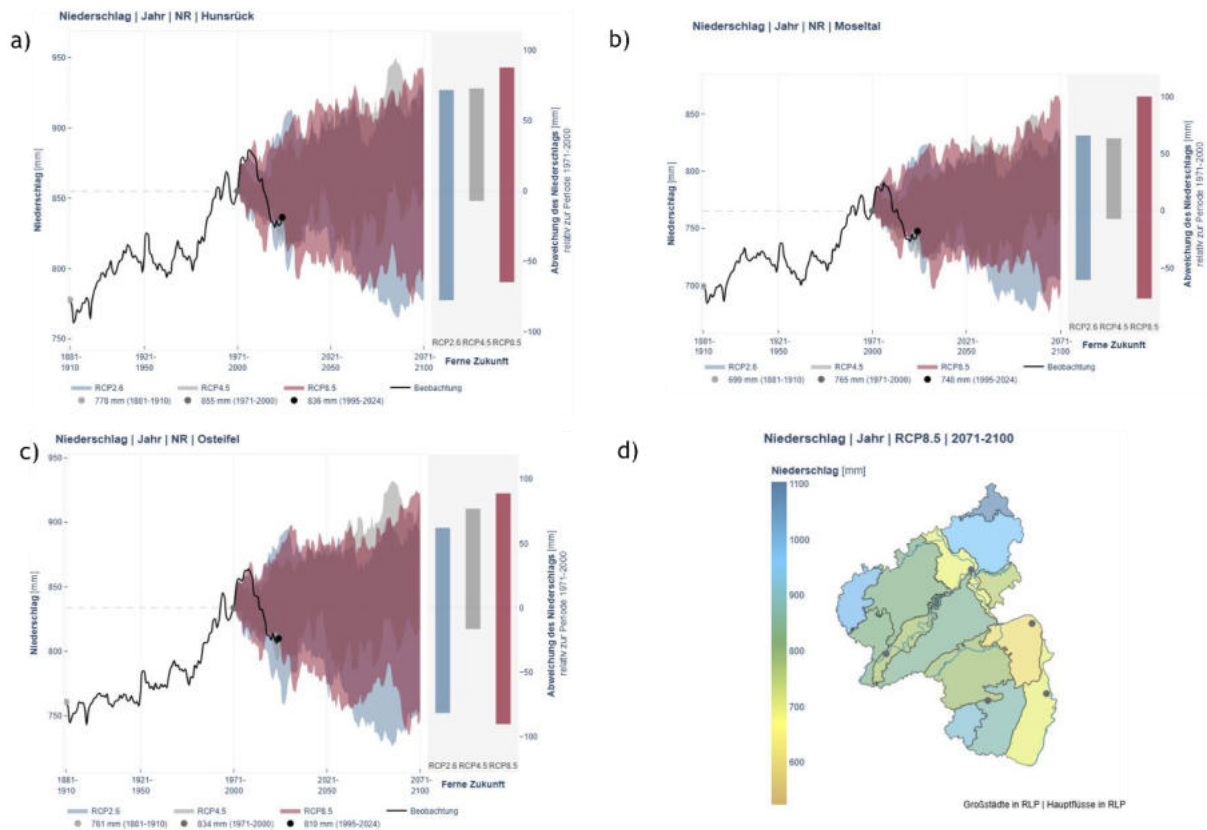 a)
Niederschlag | Jahr | NR | Hunsrück
Niederschlag [mm]
950
900
850
800
750
1881-
1910
1921-
1950
1971-
2000
2021-
2050
2071-
2100
100
50
0
−50
−100
Abweichung des Niederschlags [mm]
relativ zur Periode 1971-2000
RCP2.6 RCP4.5 RCP8.5
Ferne Zukunft
RCP2.6 RCP4.5 RCP8.5 Beobachtung
778 mm (1881-1910) 855 mm (1971-2000) 836 mm (1995-2024)
b)
Niederschlag | Jahr | NR | Moseltal
Niederschlag [mm]
850
800
750
700
1881-
1910
1921-
1950
1971-
2000
2021-
2050
2071-
2100
100
50
0
−50
Abweichung des Niederschlags [mm]
relativ zur Periode 1971-2000
RCP2.6 RCP4.5 RCP8.5
Ferne Zukunft
RCP2.6 RCP4.5 RCP8.5 Beobachtung
699 mm (1881-1910) 765 mm (1971-2000) 748 mm (1995-2024)
c)
Niederschlag | Jahr | NR | Osteifel
Niederschlag [mm]
950
900
850
800
750
1881-
1910
1921-
1950
1971-
2000
2021-
2050
2071-
2100
100
50
0
−50
−100
Abweichung des Niederschlags [mm]
relativ zur Periode 1971-2000
RCP2.6 RCP4.5 RCP8.5
Ferne Zukunft
RCP2.6 RCP4.5 RCP8.5 Beobachtung
761 mm (1881-1910) 834 mm (1971-2000) 810 mm (1995-2024)
d)
Niederschlag | Jahr | RCP8.5 | 2071-2100
Niederschlag [mm]
1100
1000
900
800
700
600
Großstädte in RLP | Hauptflüsse in RLP